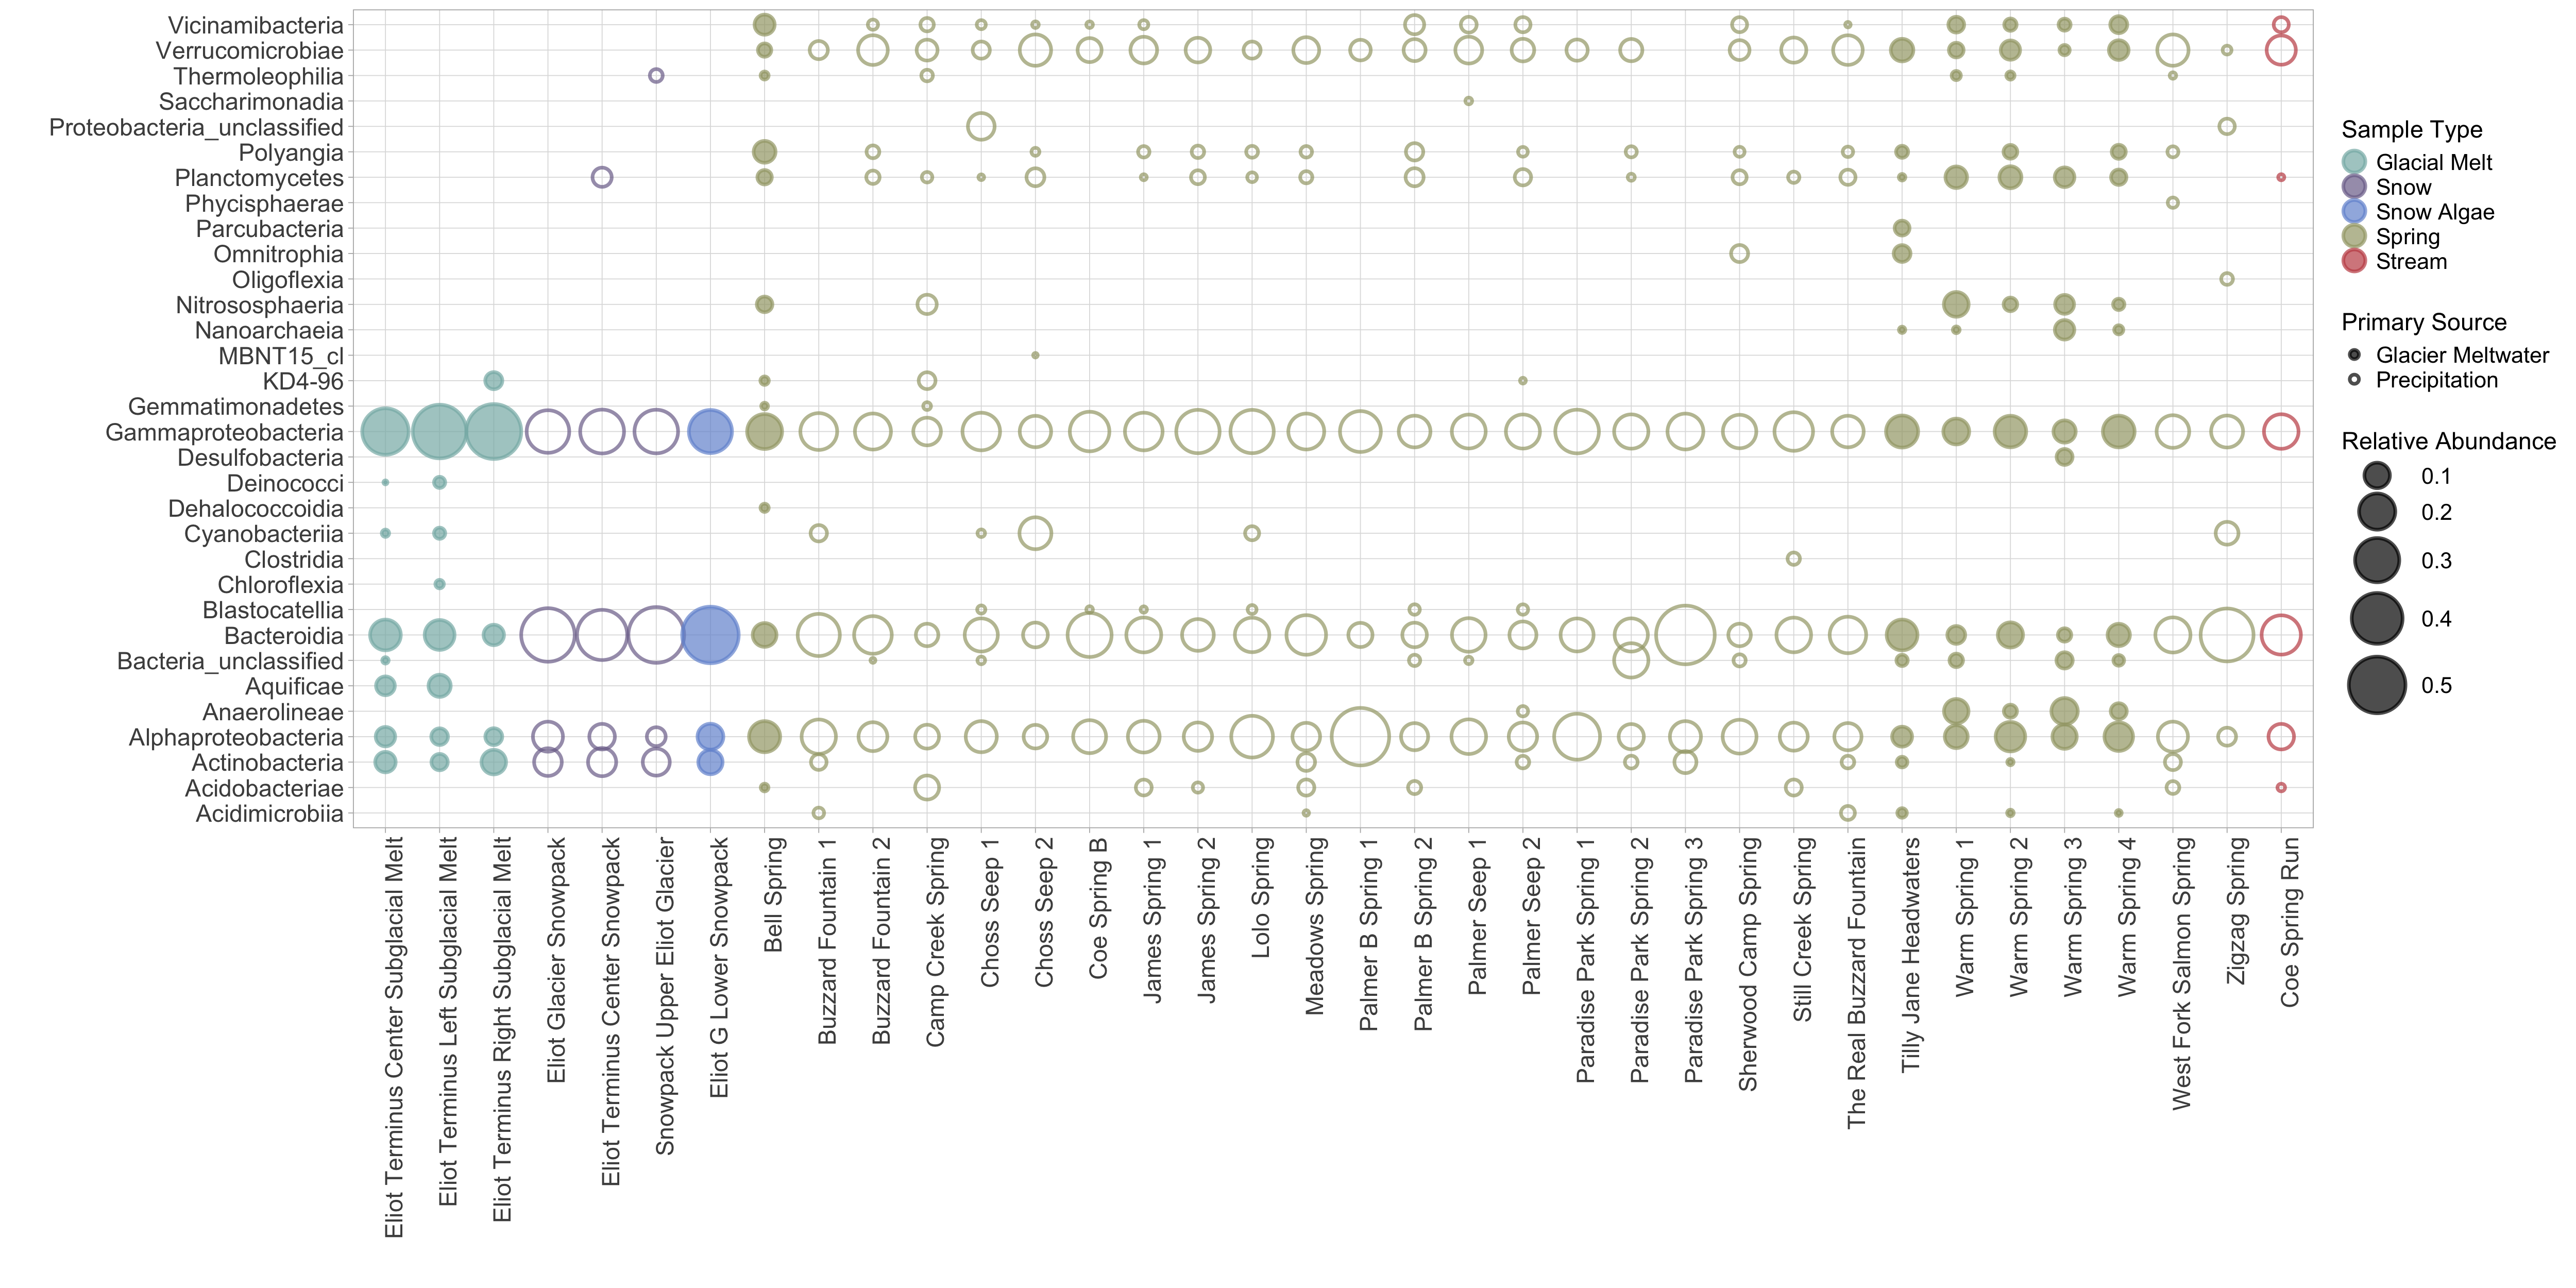 Vicinamibacteria
Verrucomicrobiae
Thermoleophilia
Saccharimonadia
Proteobacteria_unclassified
Polyangia
Planctomycetes
Phycisphaerae
Parcubacteria
Omnitrophia
Oligoflexia
Nitrososphaeria
Nanoarchaeia
MBNT15_cl
KD4-96
Gemmatimonadetes
Gammaproteobacteria
Desulfobacteria
Deinococci
Dehalococcoidia
Cyanobacteriia
Clostridia
Chloroflexia
Blastocatellia
Bacteroidia
Bacteria_unclassified
Aquificae
Anaerolineae
Alphaproteobacteria
Actinobacteria
Acidobacteriae
Acidimicrobiia
Eliot Terminus Center Subglacial Melt
Eliot Terminus Left Subglacial Melt
Eliot Terminus Right Subglacial Melt
Eliot Glacier Snowpack
Eliot Terminus Center Snowpack
Snowpack Upper Eliot Glacier
Eliot G Lower Snowpack
Bell Spring
Buzzard Fountain 1
Buzzard Fountain 2
Camp Creek Spring
Choss Seep 1
Choss Seep 2
Coe Spring B
James Spring 1
James Spring 2
Lolo Spring
Meadows Spring
Palmer B Spring 1
Palmer B Spring 2
Palmer Seep 1
Palmer Seep 2
Paradise Park Spring 1
Paradise Park Spring 2
Paradise Park Spring 3
Sherwood Camp Spring
Still Creek Spring
The Real Buzzard Fountain
Tilly Jane Headwaters
Warm Spring 1
Warm Spring 2
Warm Spring 3
Warm Spring 4
West Fork Salmon Spring
Zigzag Spring
Coe Spring Run
Sample Type
Glacial Melt
Snow
Snow Algae
Spring
Stream
Primary Source
Glacier Meltwater
Precipitation
Relative Abundance
0.1
0.2
0.3
0.4
0.5